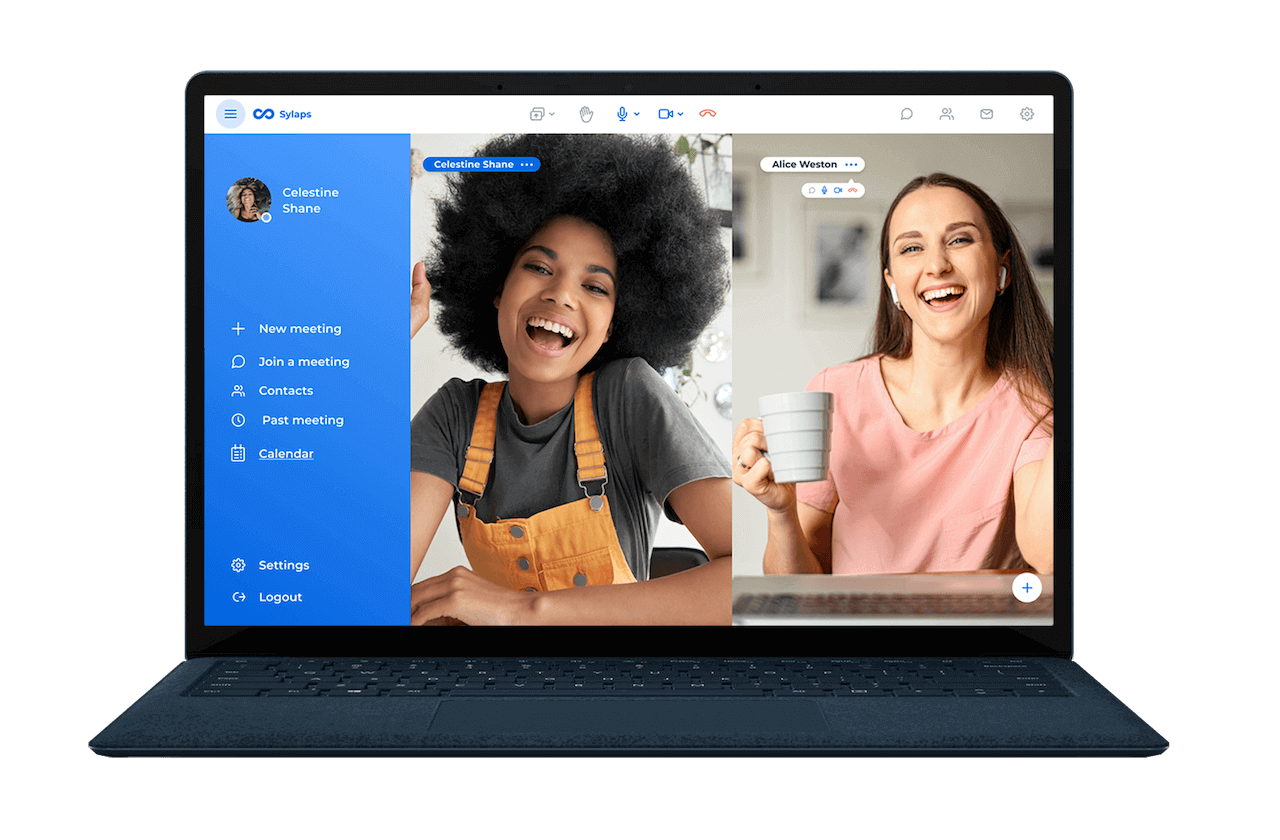 Sylaps
Celestine Shane
Alice Weston
Celestine
Shane
New meeting
Join a meeting
Contacts
Past meeting
Calendar
Settings
Logout